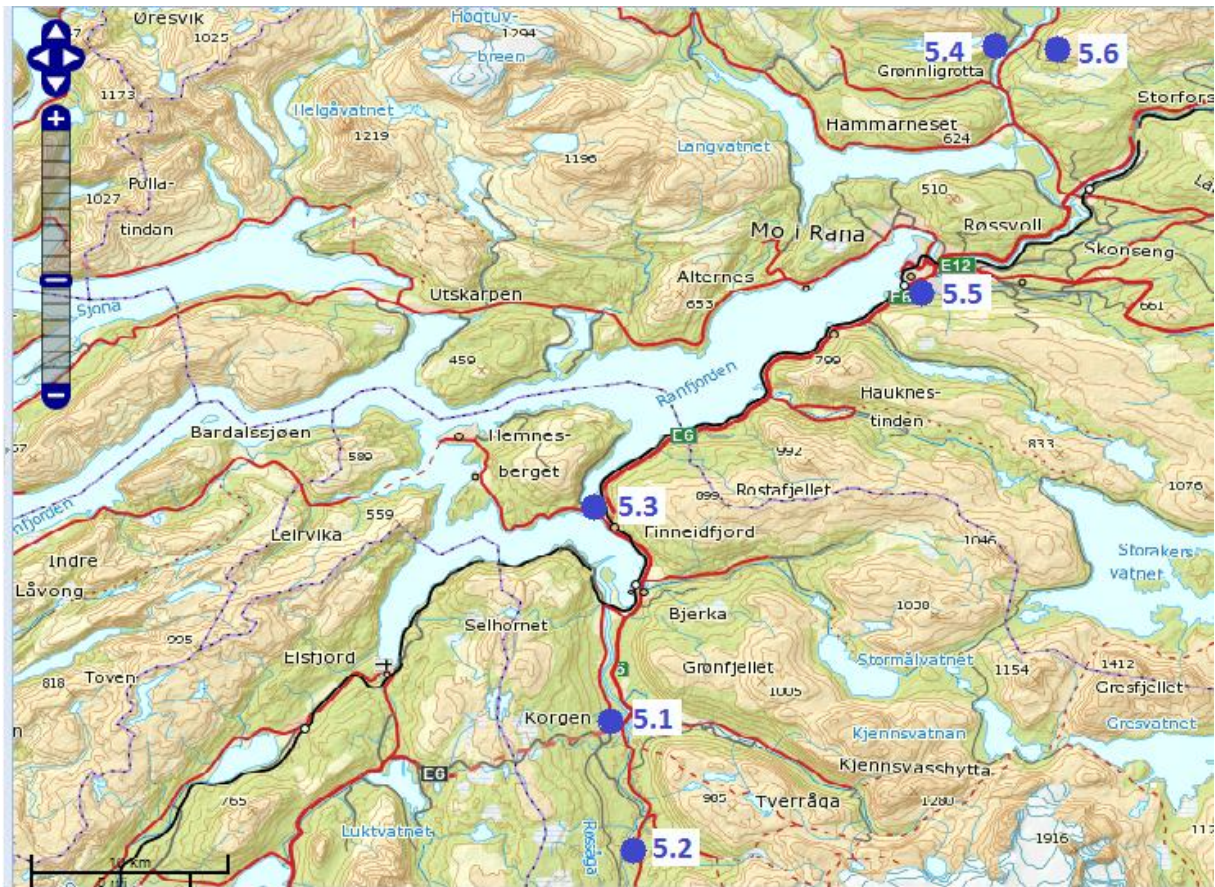 Øresvik
1025
Høgtuv-
1294
breen
5.4
5.6
Grønnligrotta
1173
Helgåvatnet
Storfors
1219
Hammarneset
624
Langvatnet
1196
1027
tindan
510
Mo i Rana
Røssvoll
Skonseng
E12
Alternes
Utskarpen
653
5.5
661
Sjona
459
799
Ranfjorden
Hauknes-
tinden
Bardalssjøen
Hemnes-
E6
833
589
berget
992
1076
Rostafjellet
899
5.3
559
Leirvika
Finneidfjord
1046
Indre
Låvong
Storakers-
vatnet
Bjerka
Selhornet
995
Elsfjord
Grønfjellet
Stormålvatnet
1154
1412
818
Toven
1005
Gresfjellet
Korgen
5.1
Gresvatnet
Kjennsvatnan
E6
Kjennsvasshytta
765
985
Tverråga
1280
Luktvatnet
Røssåga
5.2
1916
10 km